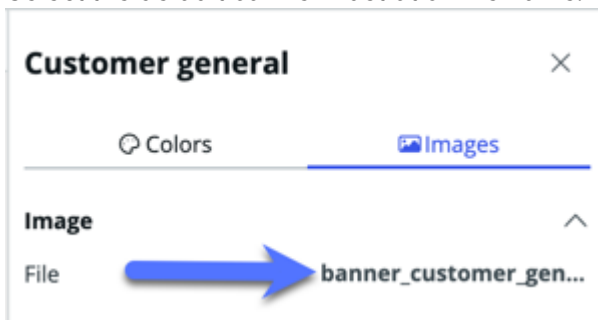 Customer general
Colors
Images
Image
File
banner_customer_gen...